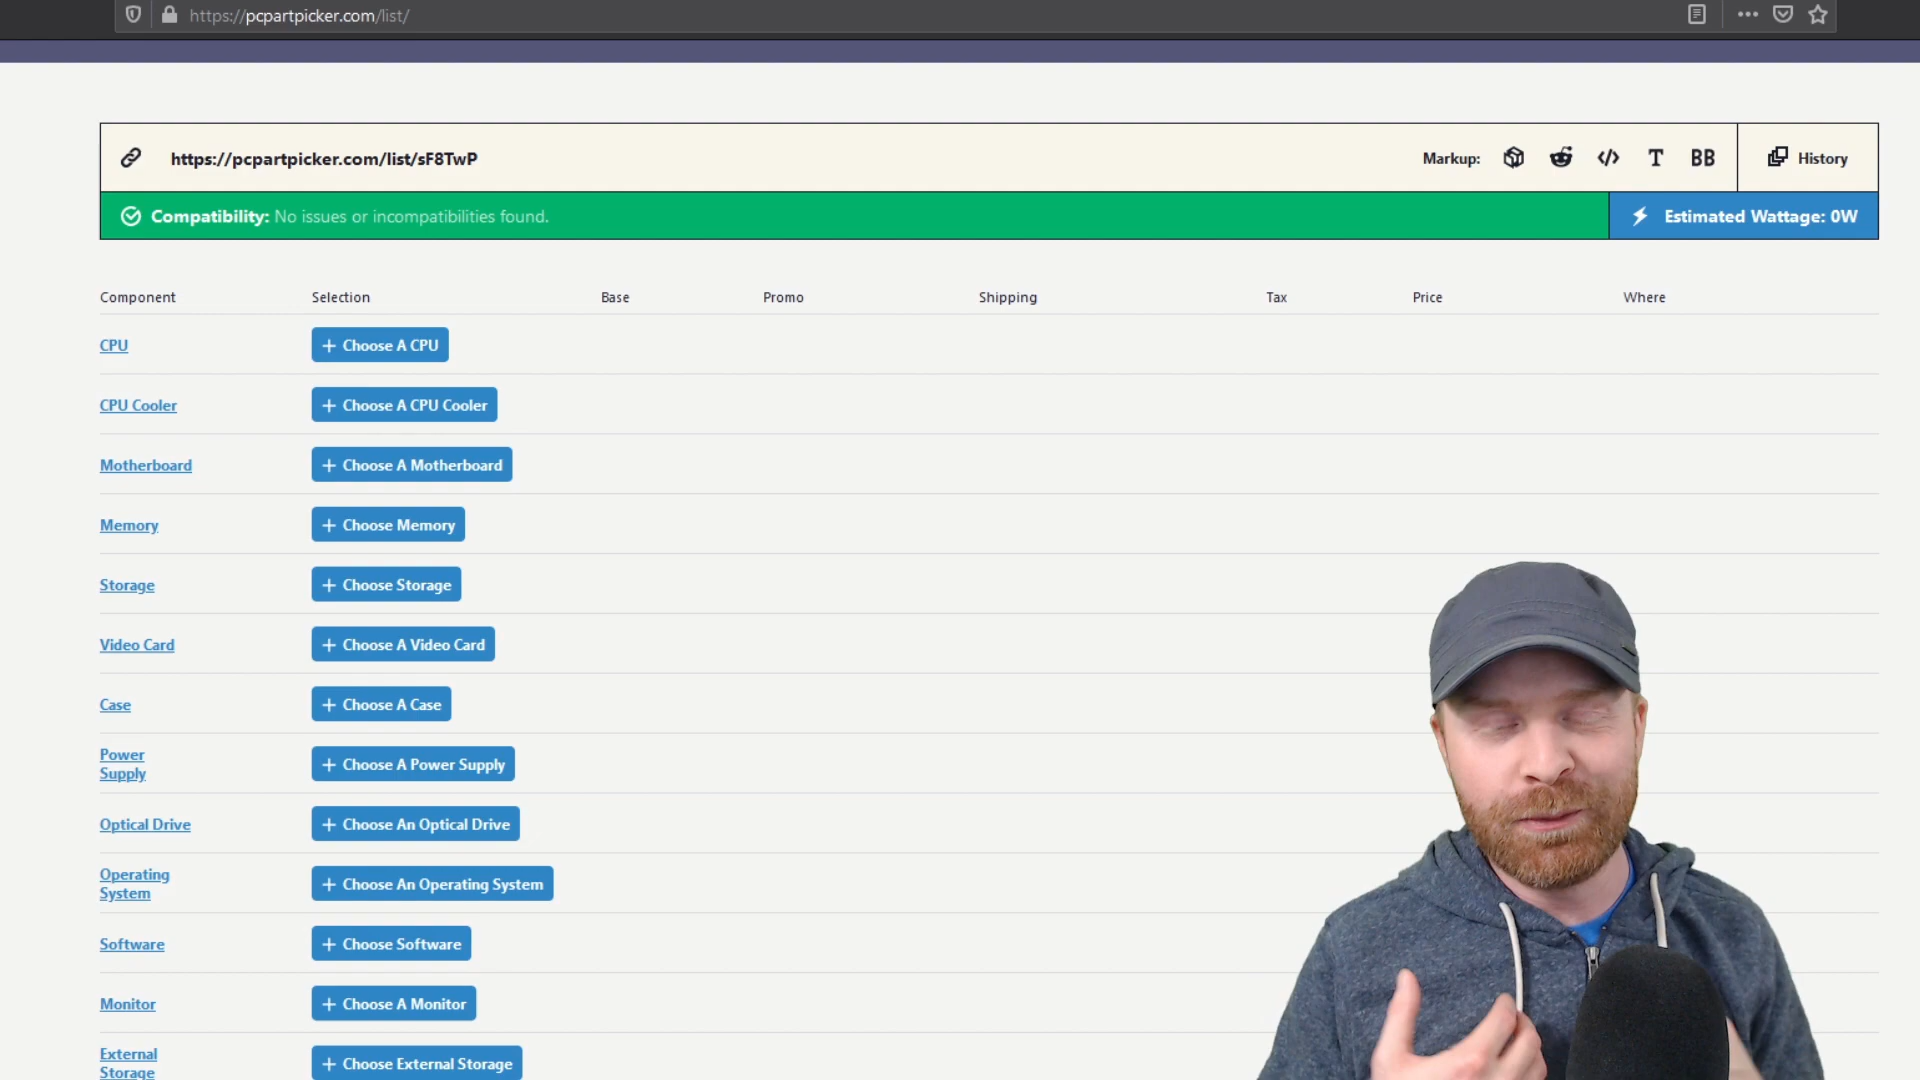 https://pcpartpicker.com/list/
https://pcpartpicker.com/list/sF8TwP
Markup:
T
BB
History
Compatibility: No issues or incompatibilities found.
Estimated Wattage: 0W
Component Selection Base Promo Shipping Tax Price Where
CPU
+ Choose A CPU
CPU Cooler
+ Choose A CPU Cooler
Motherboard
+ Choose A Motherboard
Memory
+ Choose Memory
Storage
+ Choose Storage
Video Card
+ Choose A Video Card
Case
+ Choose A Case
Power
Supply
+ Choose A Power Supply
Optical Drive
+ Choose An Optical Drive
Operating
System
+ Choose An Operating System
Software
+ Choose Software
Monitor
+ Choose A Monitor
External
Storage
+ Choose External Storage